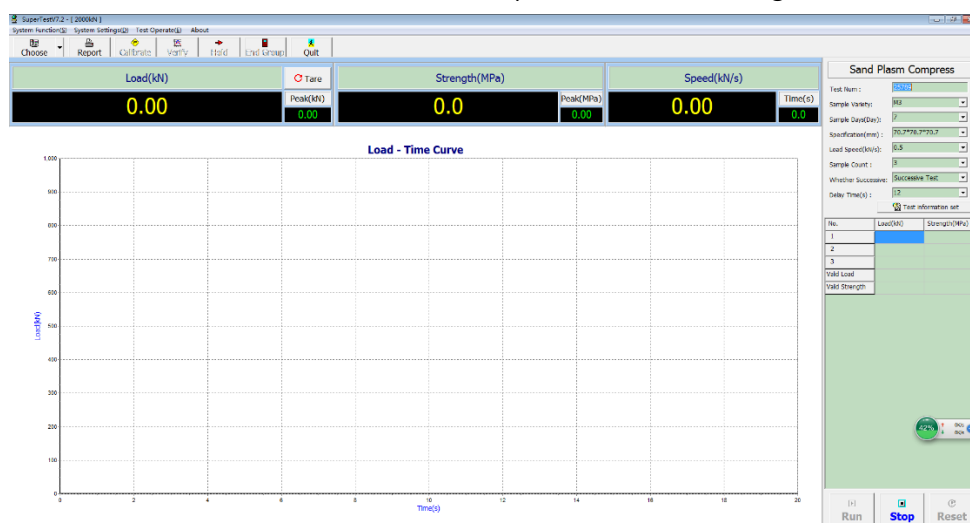 SuperTestV7.2 - [ 2000kN ]
System Function(S) System Settings(D) Test Operate(L) About
Choose Report Calibrate Verify Hold End Group Quit
Load(kN) Tare Strength(MPa) Speed(kN/s)
0.00 Peak(kN) 0.00 0.0 Peak(MPa) 0.00 0.00 Time(s) 0.0
Load - Time Curve
1,000
900
800
700
600
500
400
300
200
100
0
Load(kN)
0 2 4 6 8 10 12 14 16 18 20
Time(s)
Sand Plasm Compress
Test Num :
Sample Variety: M3
Sample Days(Day): 7
Specification(mm) : 70.7*70.7*70.7
Load Speed(kN/s): 0.5
Sample Count : 3
Whether Successive: Successive Test
Delay Time(s) : 12
Test information set
No. Load(kN) Strength(MPa)
1
2
3
Vaild Load
Vaild Strength
42%
Run Stop Reset